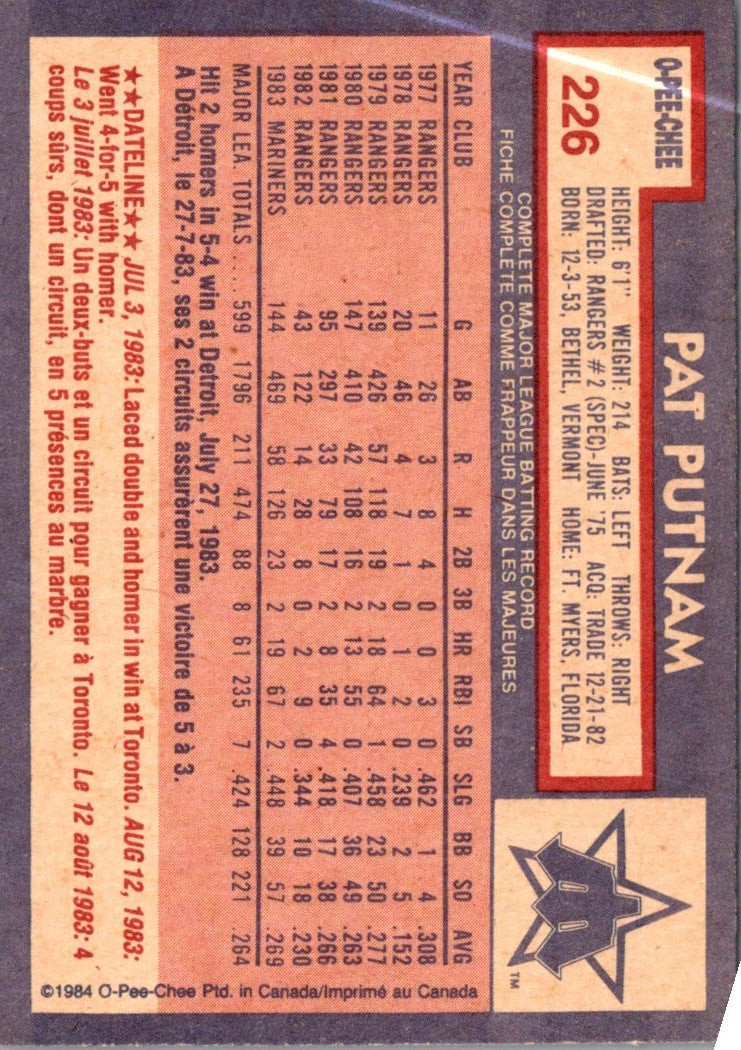 O-PEE-CHEE
226
PAT PUTNAM
HEIGHT: 6'1" WEIGHT: 214 BATS: LEFT THROWS: RIGHT
DRAFTED: RANGERS #2 (SPEC)-JUNE '75 ACQ: TRADE 12-21-82
BORN: 12-3-53, BETHEL, VERMONT HOME: FT. MYERS, FLORIDA
TM
COMPLETE MAJOR LEAGUE BATTING RECORD
FICHE COMPLETE COMME FRAPPEUR DANS LES MAJEURES
YEAR CLUB G AB R H 2B 3B HR RBI SB SLG BB SO AVG
1977 RANGERS 11 26 3 8 4 0 0 3 0 .462 1 4 .308
1978 RANGERS 20 46 4 7 1 0 1 2 0 .239 2 5 .152
1979 RANGERS 139 426 57 118 19 2 18 64 1 .458 23 50 .277
1980 RANGERS 147 410 42 108 16 2 13 55 0 .407 36 49 .263
1981 RANGERS 95 297 33 79 17 2 8 35 4 .418 17 38 .266
1982 RANGERS 43 122 14 28 8 0 2 9 0 .344 10 18 .230
1983 MARINERS 144 469 58 126 23 2 19 67 2 .448 39 57 .269
MAJOR LEA. TOTALS ..... 599 1796 211 474 88 8 61 235 7 .424 128 221 .264
Hit 2 homers in 5-4 win at Detroit, July 27, 1983.
A Détroit, le 27-7-83, ses 2 circuits assurèrent une victoire de 5 à 3.
★★DATELINE★★ JUL 3, 1983: Laced double and homer in win at Toronto. AUG 12, 1983:
Went 4-for-5 with homer.
Le 3 juillet 1983: Un deux-buts et un circuit pour gagner à Toronto. Le 12 août 1983: 4
coups sûrs, dont un circuit, en 5 présences au marbre.
©1984 O-Pee-Chee Ptd. in Canada/Imprimé au Canada